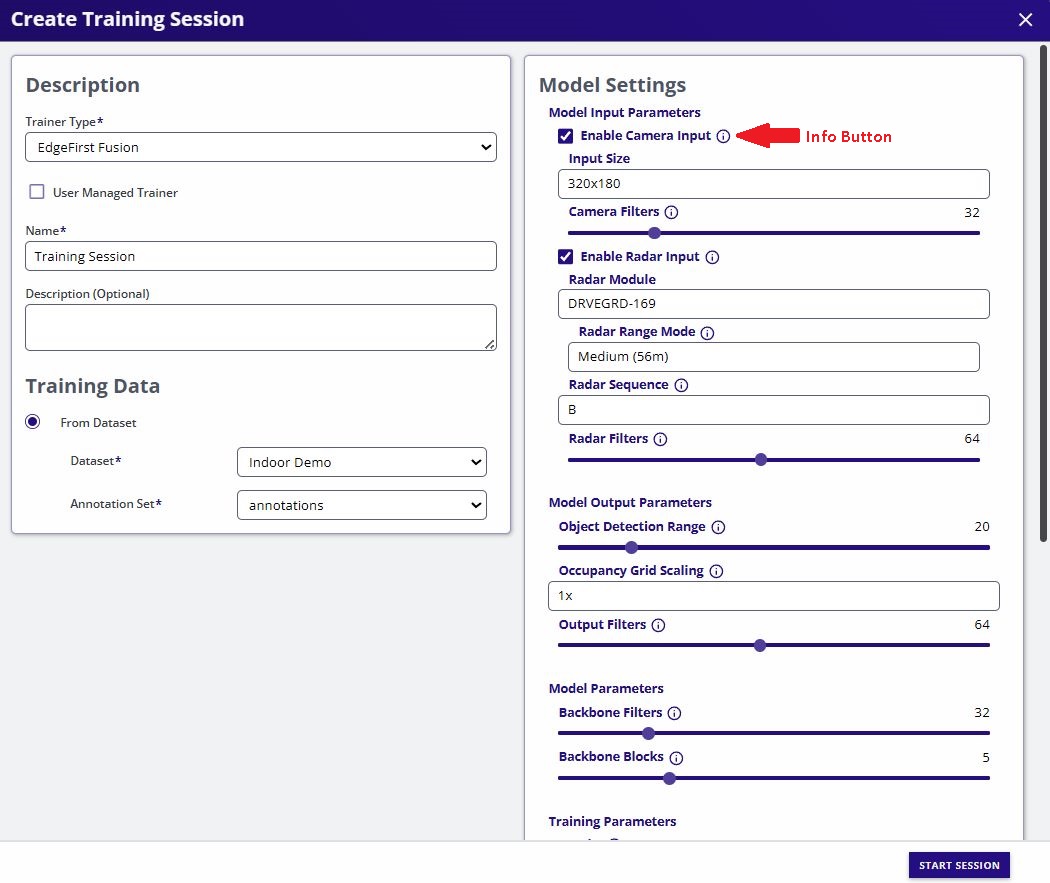 Create Training Session
Description
Trainer Type*
EdgeFirst Fusion
User Managed Trainer
Name*
Training Session
Description (Optional)
Training Data
From Dataset
Dataset*
Indoor Demo
Annotation Set*
annotations
Model Settings
Model Input Parameters
Enable Camera Input
Info Button
Input Size
320x180
Camera Filters
32
Enable Radar Input
Radar Module
DRVEGRD-169
Radar Range Mode
Medium (56m)
Radar Sequence
B
Radar Filters
64
Model Output Parameters
Object Detection Range
20
Occupancy Grid Scaling
1x
Output Filters
64
Model Parameters
Backbone Filters
32
Backbone Blocks
5
Training Parameters
START SESSION